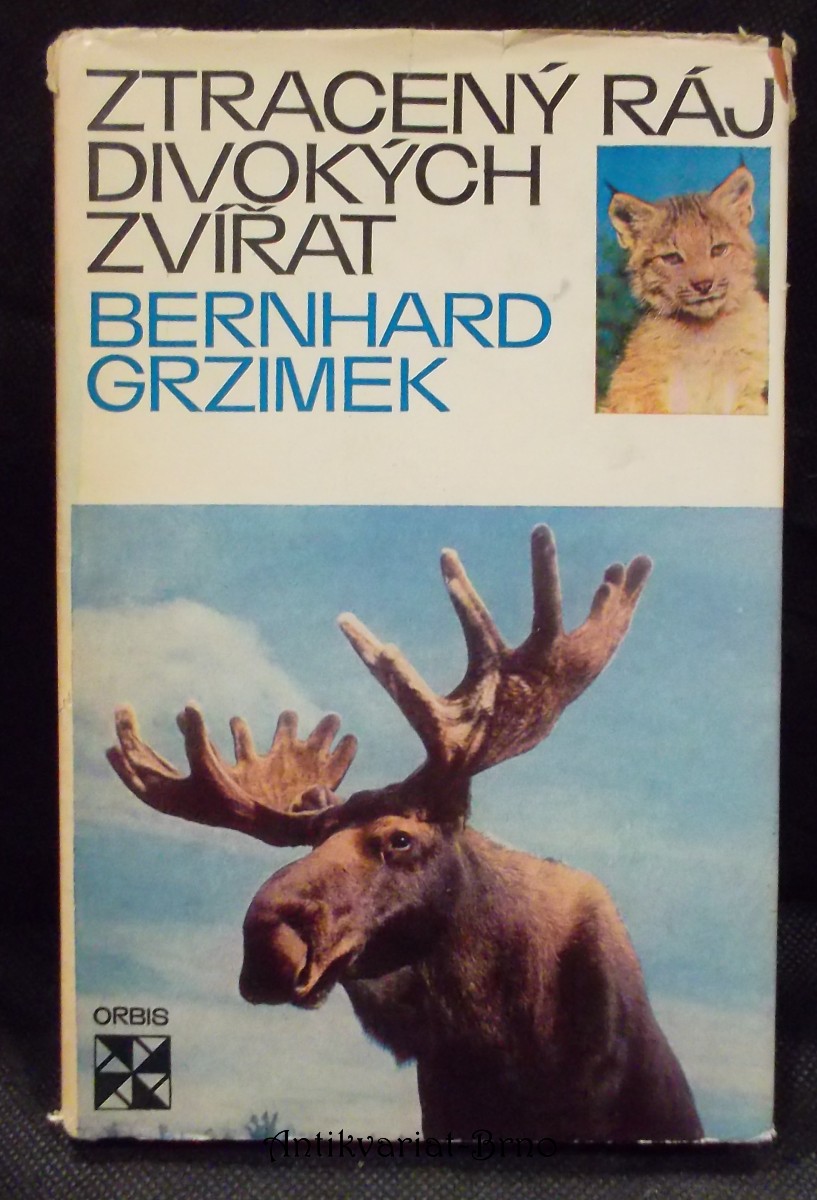 ZTRACENÝ RÁJ
DIVOKÝCH
ZVÍŘAT
BERNHARD
GRZIMEK
ORBIS
Antikvariat-Brno